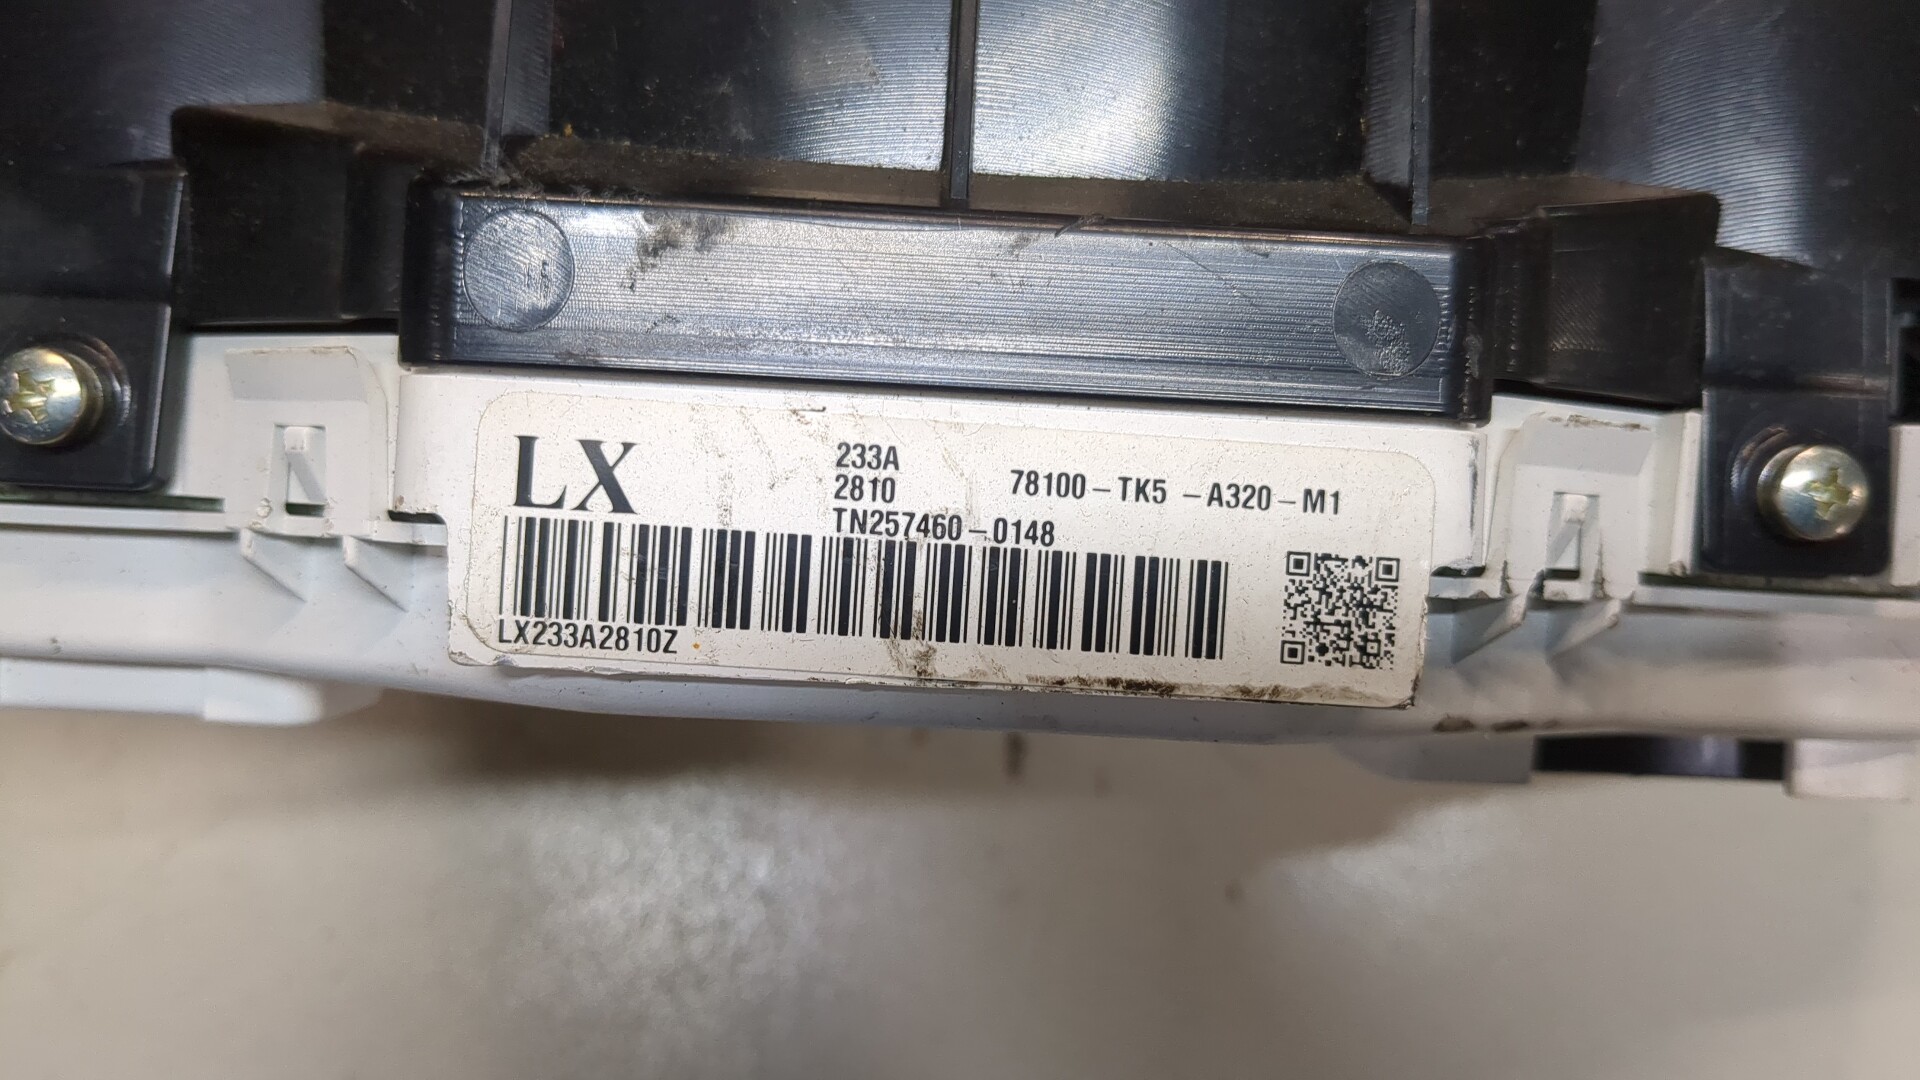 LX
233A
2810
78100-TK5 -A320-M1
TN257460-0148
LX233A2810Z